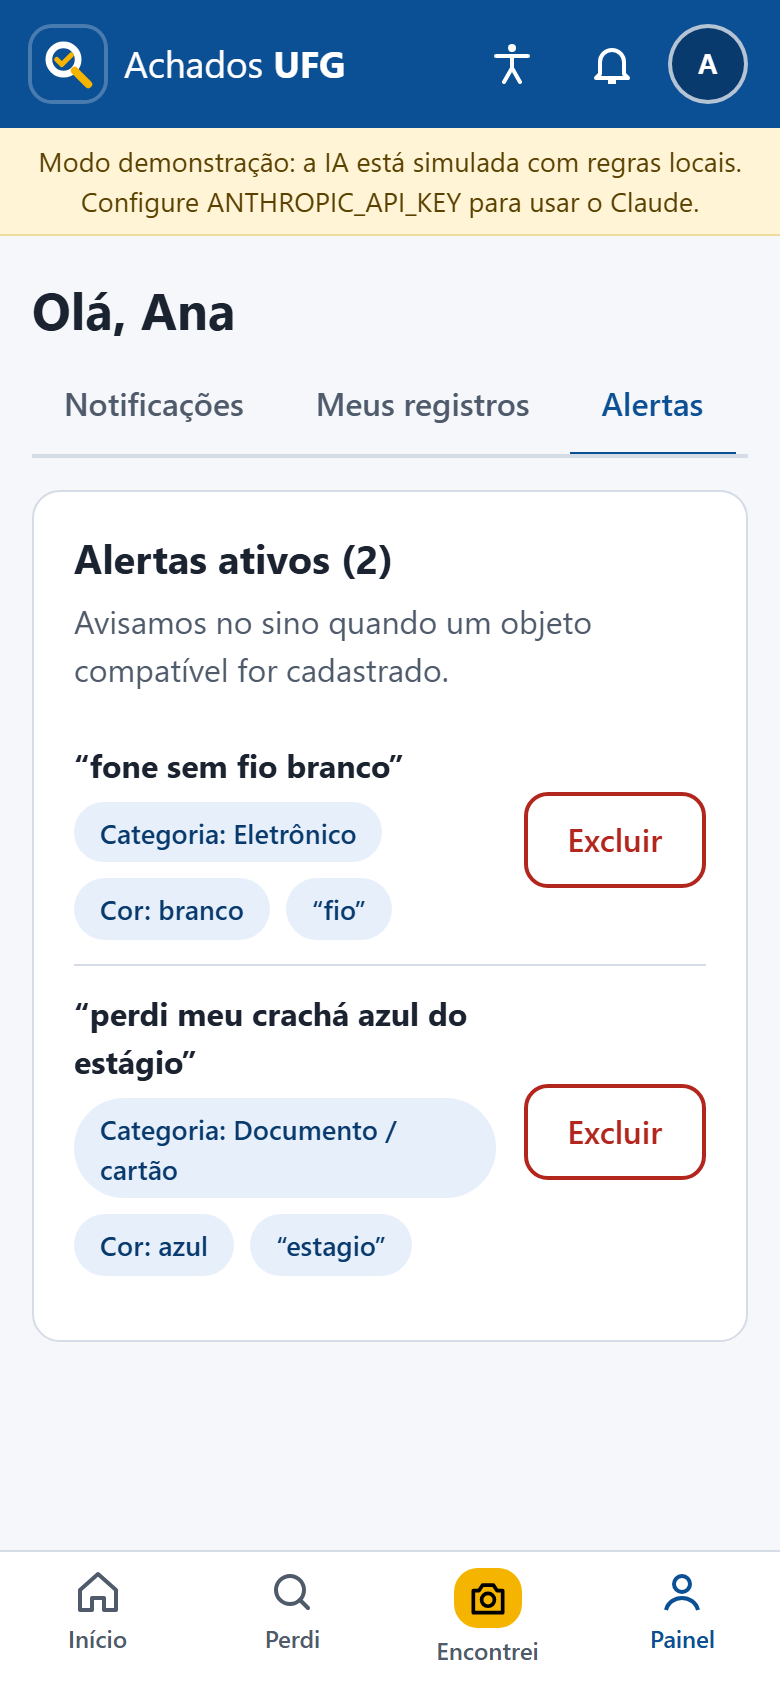 Achados UFG
A
Modo demonstração: a IA está simulada com regras locais.
Configure ANTHROPIC_API_KEY para usar o Claude.
Olá, Ana
Notificações
Meus registros
Alertas
Alertas ativos (2)
Avisamos no sino quando um objeto
compatível for cadastrado.
“fone sem fio branco”
Categoria: Eletrônico
Cor: branco
“fio”
Excluir
“perdi meu crachá azul do
estágio”
Categoria: Documento /
cartão
Cor: azul
“estagio”
Excluir
Início
Perdi
Encontrei
Painel